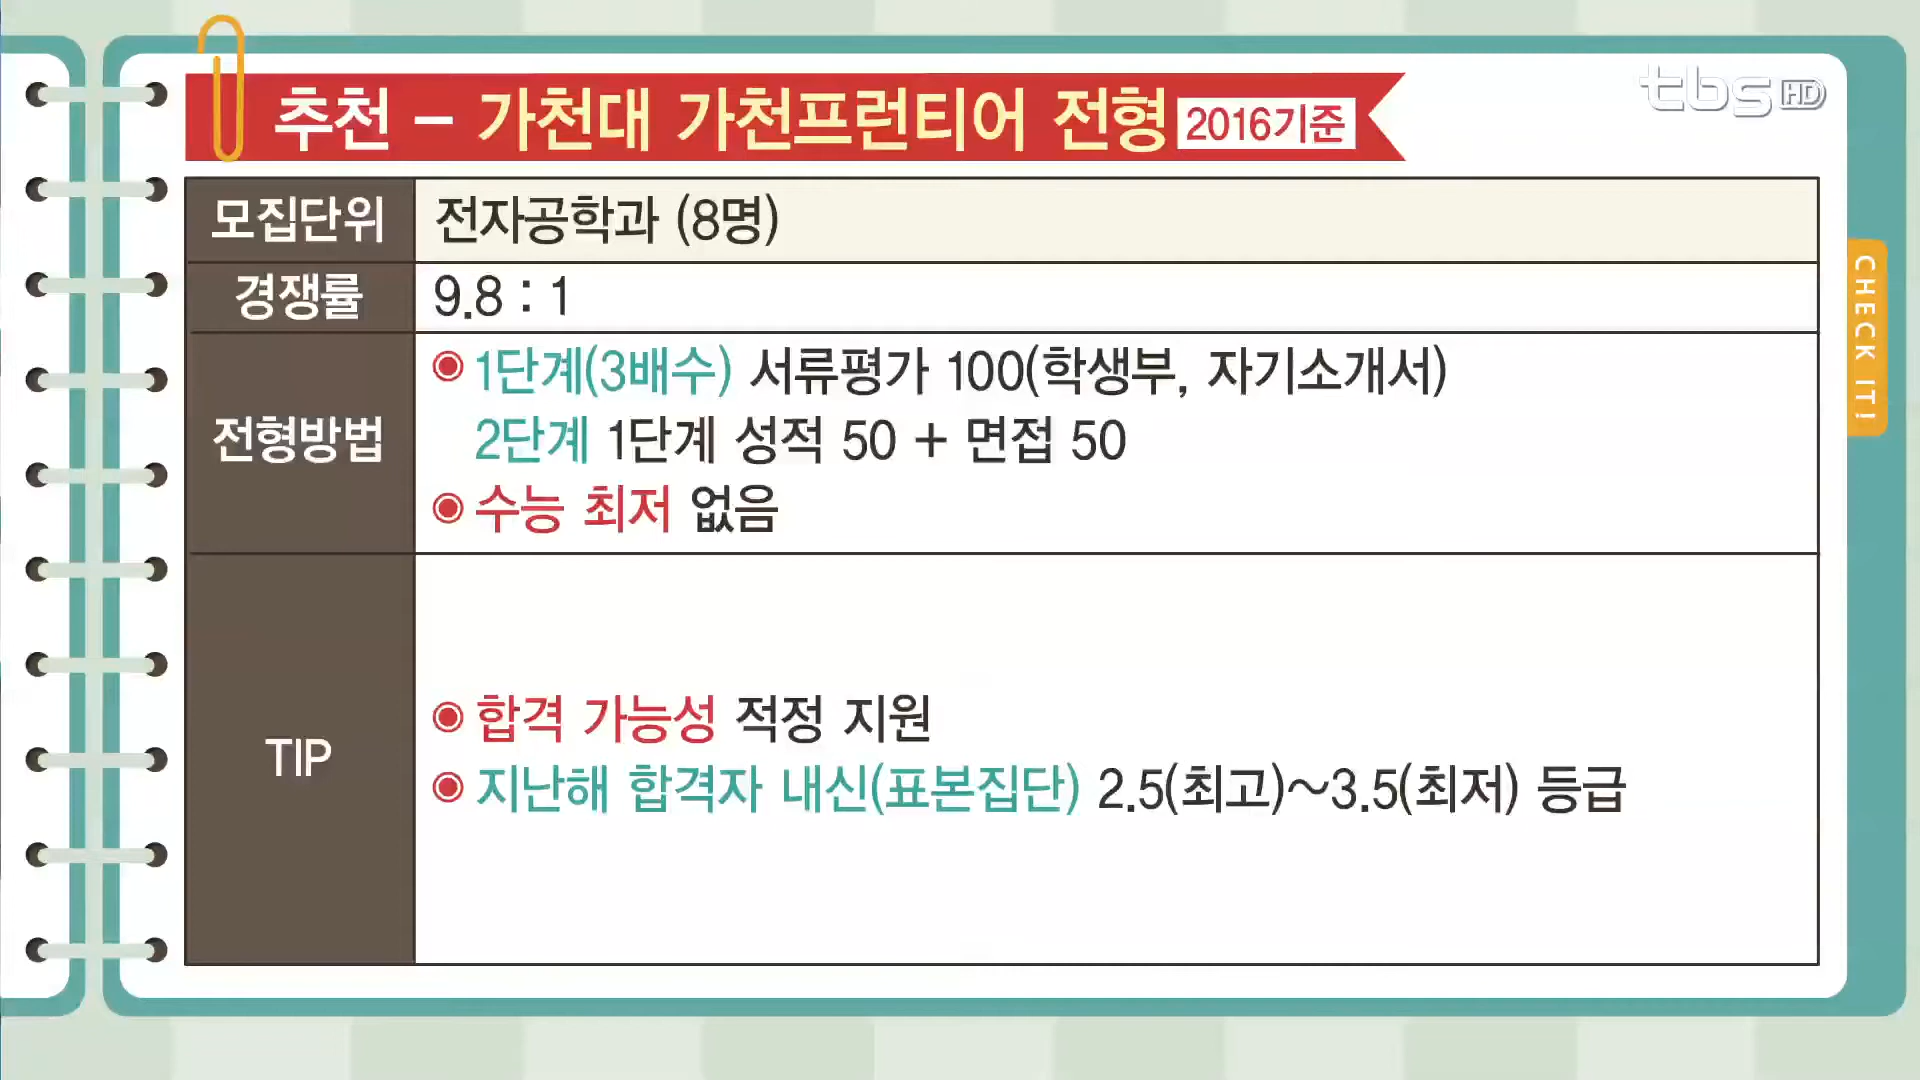 추천 - 가천대 가천프런티어 전형 2016기준
tbs HD
모집단위 전자공학과 (8명)
경쟁률 9.8 : 1
전형방법
◉ 1단계(3배수) 서류평가 100(학생부, 자기소개서)
2단계 1단계 성적 50 + 면접 50
◉ 수능 최저 없음
TIP
◉ 합격 가능성 적정 지원
◉ 지난해 합격자 내신(표본집단) 2.5(최고)~3.5(최저) 등급
CHECK IT!